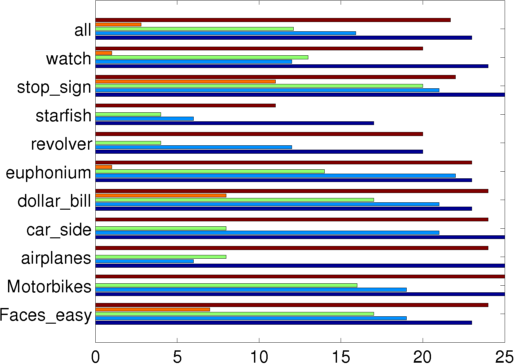 all
watch
stop_sign
starfish
revolver
euphonium
dollar_bill
car_side
airplanes
Motorbikes
Faces_easy
0 5 10 15 20 25